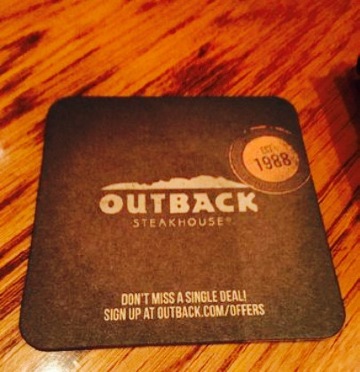 EST
1988
OUTBACK
STEAKHOUSE®
DON'T MISS A SINGLE DEAL!
SIGN UP AT OUTBACK.COM/OFFERS